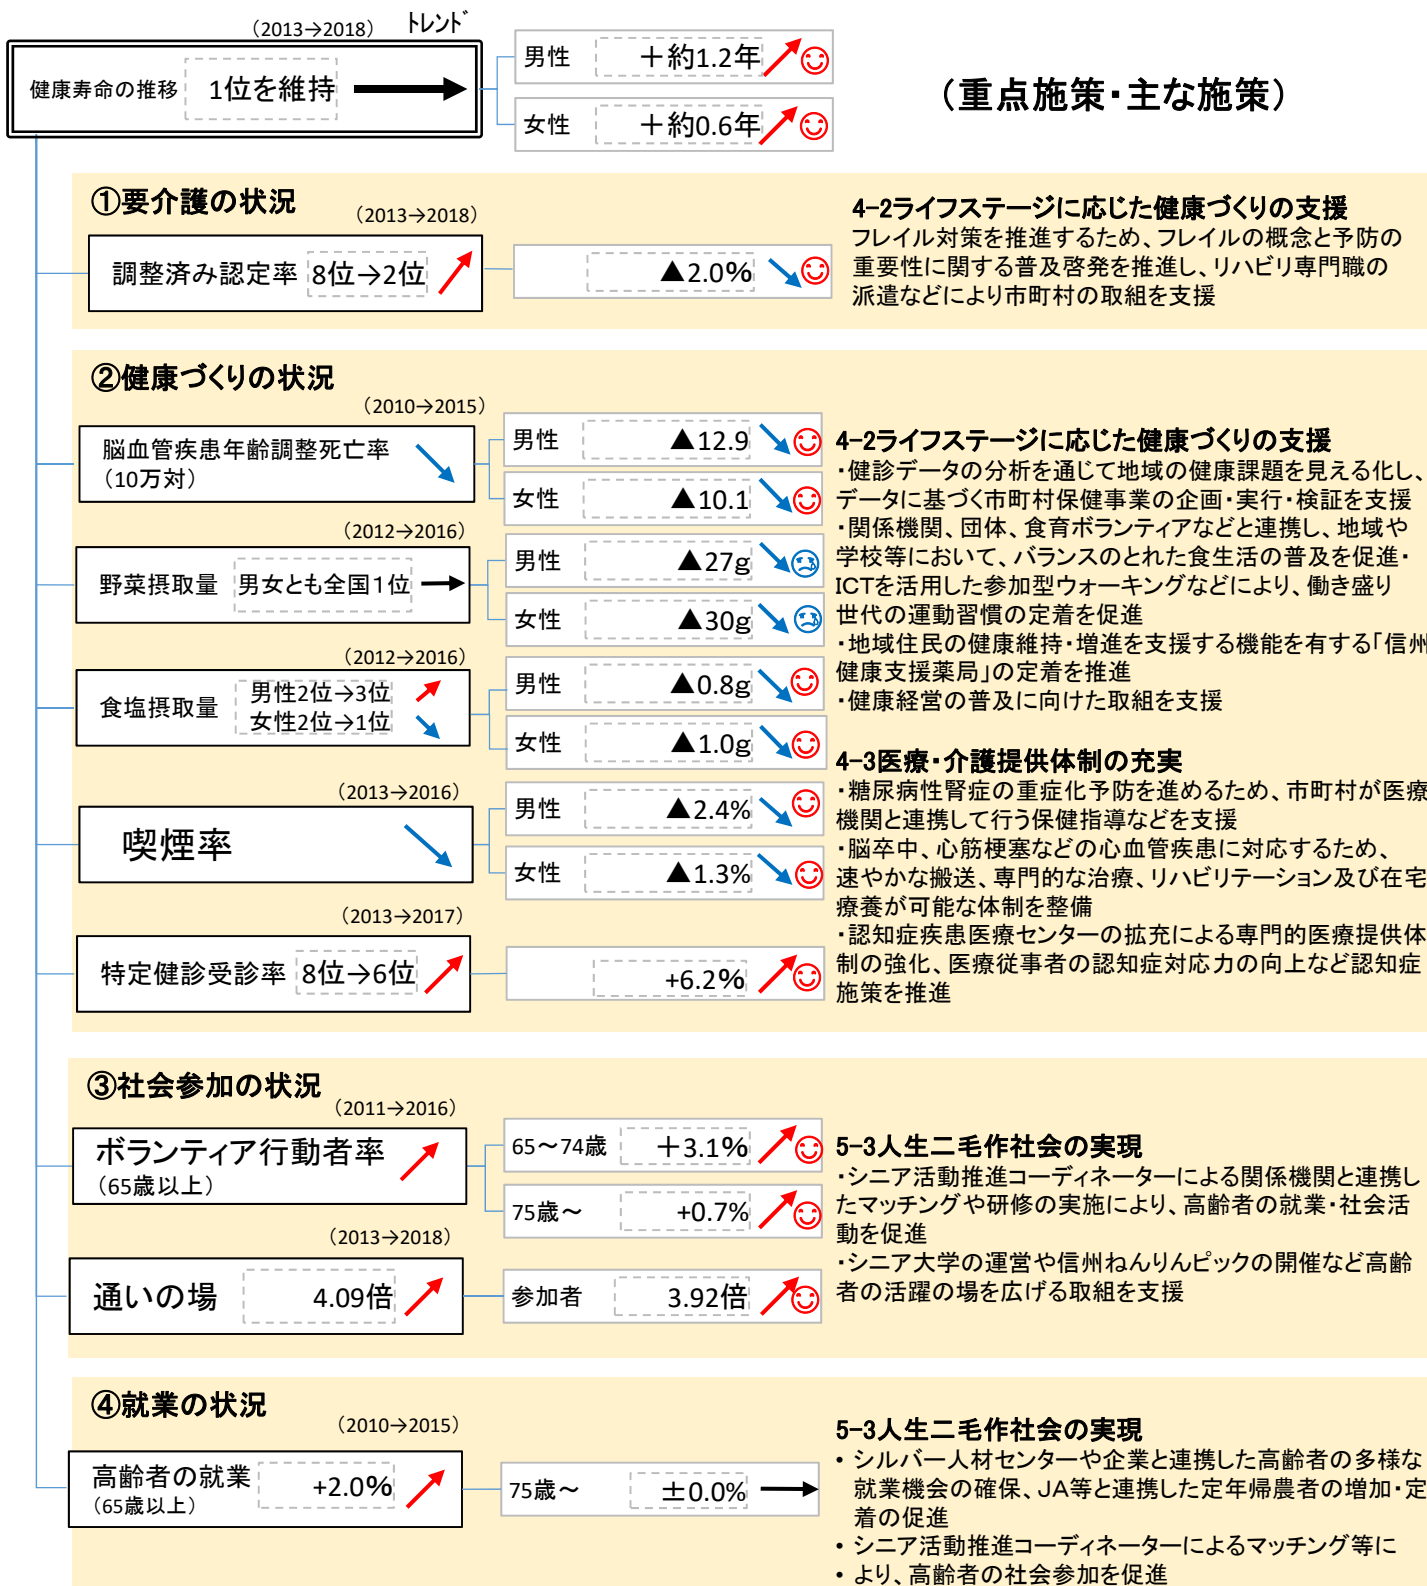 （2013→2018） ﾄﾚﾝﾄﾞ
健康寿命の推移 1位を維持
男性 ＋約1.2年
女性 ＋約0.6年
（重点施策・主な施策）
①要介護の状況
（2013→2018）
調整済み認定率 8位→2位
▲2.0%
4-2ライフステージに応じた健康づくりの支援
フレイル対策を推進するため、フレイルの概念と予防の
重要性に関する普及啓発を推進し、リハビリ専門職の
派遣などにより市町村の取組を支援
②健康づくりの状況
（2010→2015）
脳血管疾患年齢調整死亡率
（10万対）
男性 ▲12.9
女性 ▲10.1
（2012→2016）
野菜摂取量 男女とも全国１位
男性 ▲27g
女性 ▲30g
（2012→2016）
食塩摂取量 男性2位→3位
女性2位→1位
男性 ▲0.8g
女性 ▲1.0g
（2013→2016）
喫煙率
男性 ▲2.4%
女性 ▲1.3%
（2013→2017）
特定健診受診率 8位→6位
+6.2%
4-2ライフステージに応じた健康づくりの支援
・健診データの分析を通じて地域の健康課題を見える化し、
データに基づく市町村保健事業の企画・実行・検証を支援
・関係機関、団体、食育ボランティアなどと連携し、地域や
学校等において、バランスのとれた食生活の普及を促進・
ICTを活用した参加型ウォーキングなどにより、働き盛り
世代の運動習慣の定着を促進
・地域住民の健康維持・増進を支援する機能を有する「信州
健康支援薬局」の定着を推進
・健康経営の普及に向けた取組を支援
4-3医療・介護提供体制の充実
・糖尿病性腎症の重症化予防を進めるため、市町村が医療
機関と連携して行う保健指導などを支援
・脳卒中、心筋梗塞などの心血管疾患に対応するため、
速やかな搬送、専門的な治療、リハビリテーション及び在宅
療養が可能な体制を整備
・認知症疾患医療センターの拡充による専門的医療提供体
制の強化、医療従事者の認知症対応力の向上など認知症
施策を推進
③社会参加の状況
（2011→2016）
ボランティア行動者率
（65歳以上）
65～74歳 ＋3.1%
75歳～ +0.7%
（2013→2018）
通いの場 4.09倍
参加者 3.92倍
5-3人生二毛作社会の実現
・シニア活動推進コーディネーターによる関係機関と連携し
たマッチングや研修の実施により、高齢者の就業・社会活
動を促進
・シニア大学の運営や信州ねんりんピックの開催など高齢
者の活躍の場を広げる取組を支援
④就業の状況
（2010→2015）
高齢者の就業 +2.0%
（65歳以上）
75歳～ ±0.0%
5-3人生二毛作社会の実現
• シルバー人材センターや企業と連携した高齢者の多様な
就業機会の確保、JA等と連携した定年帰農者の増加・定
着の促進
• シニア活動推進コーディネーターによるマッチング等に
• より、高齢者の社会参加を促進